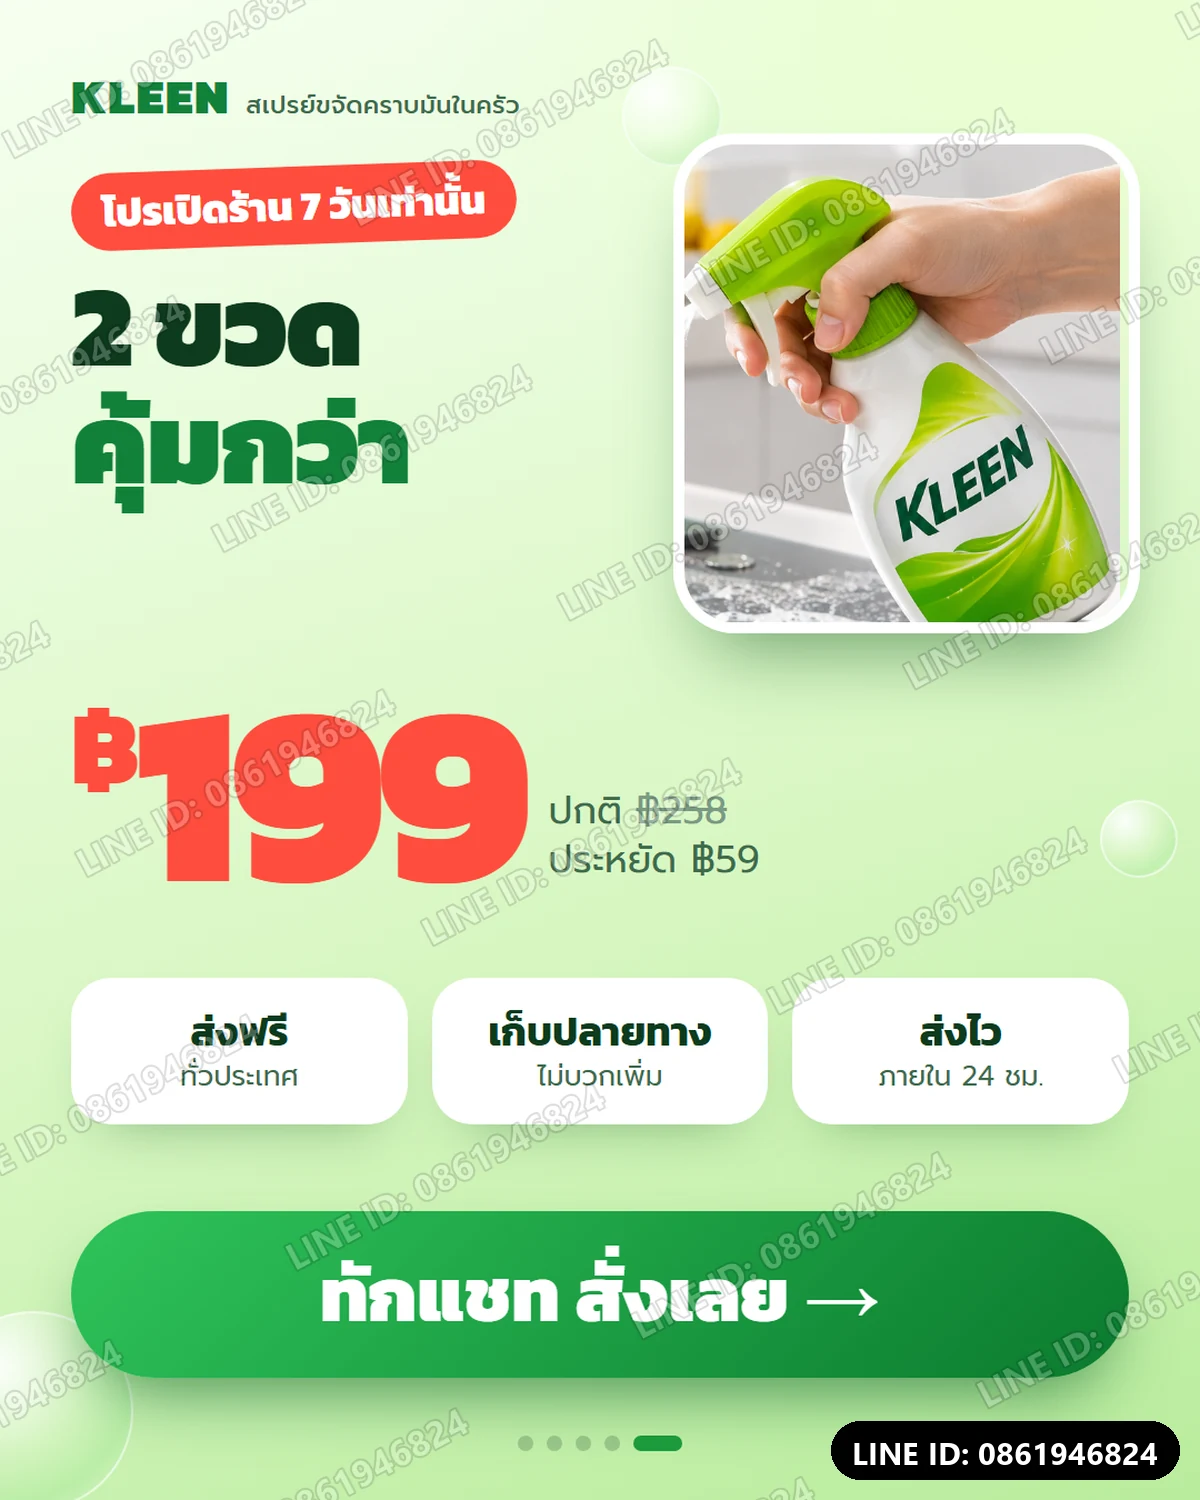 KLEEN สเปรย์ขจัดคราบมันในครัว
โปรเปิดร้าน 7 วันเท่านั้น
2 ขวด
คุ้มกว่า
KLEEN
฿199
ปกติ ฿258
ประหยัด ฿59
ส่งฟรี
ทั่วประเทศ
เก็บปลายทาง
ไม่บวกเพิ่ม
ส่งไว
ภายใน 24 ชม.
ทักแชท สั่งเลย →
LINE ID: 0861946824